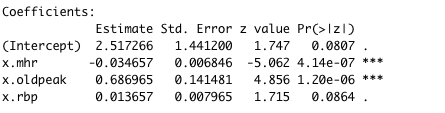 Coefficients:
Estimate Std. Error z value Pr(>|z|)
(Intercept) 2.517266 1.441200 1.747 0.0807 .
x.mhr -0.034657 0.006846 -5.062 4.14e-07 ***
x.oldpeak 0.686965 0.141481 4.856 1.20e-06 ***
x.rbp 0.013657 0.007965 1.715 0.0864 .